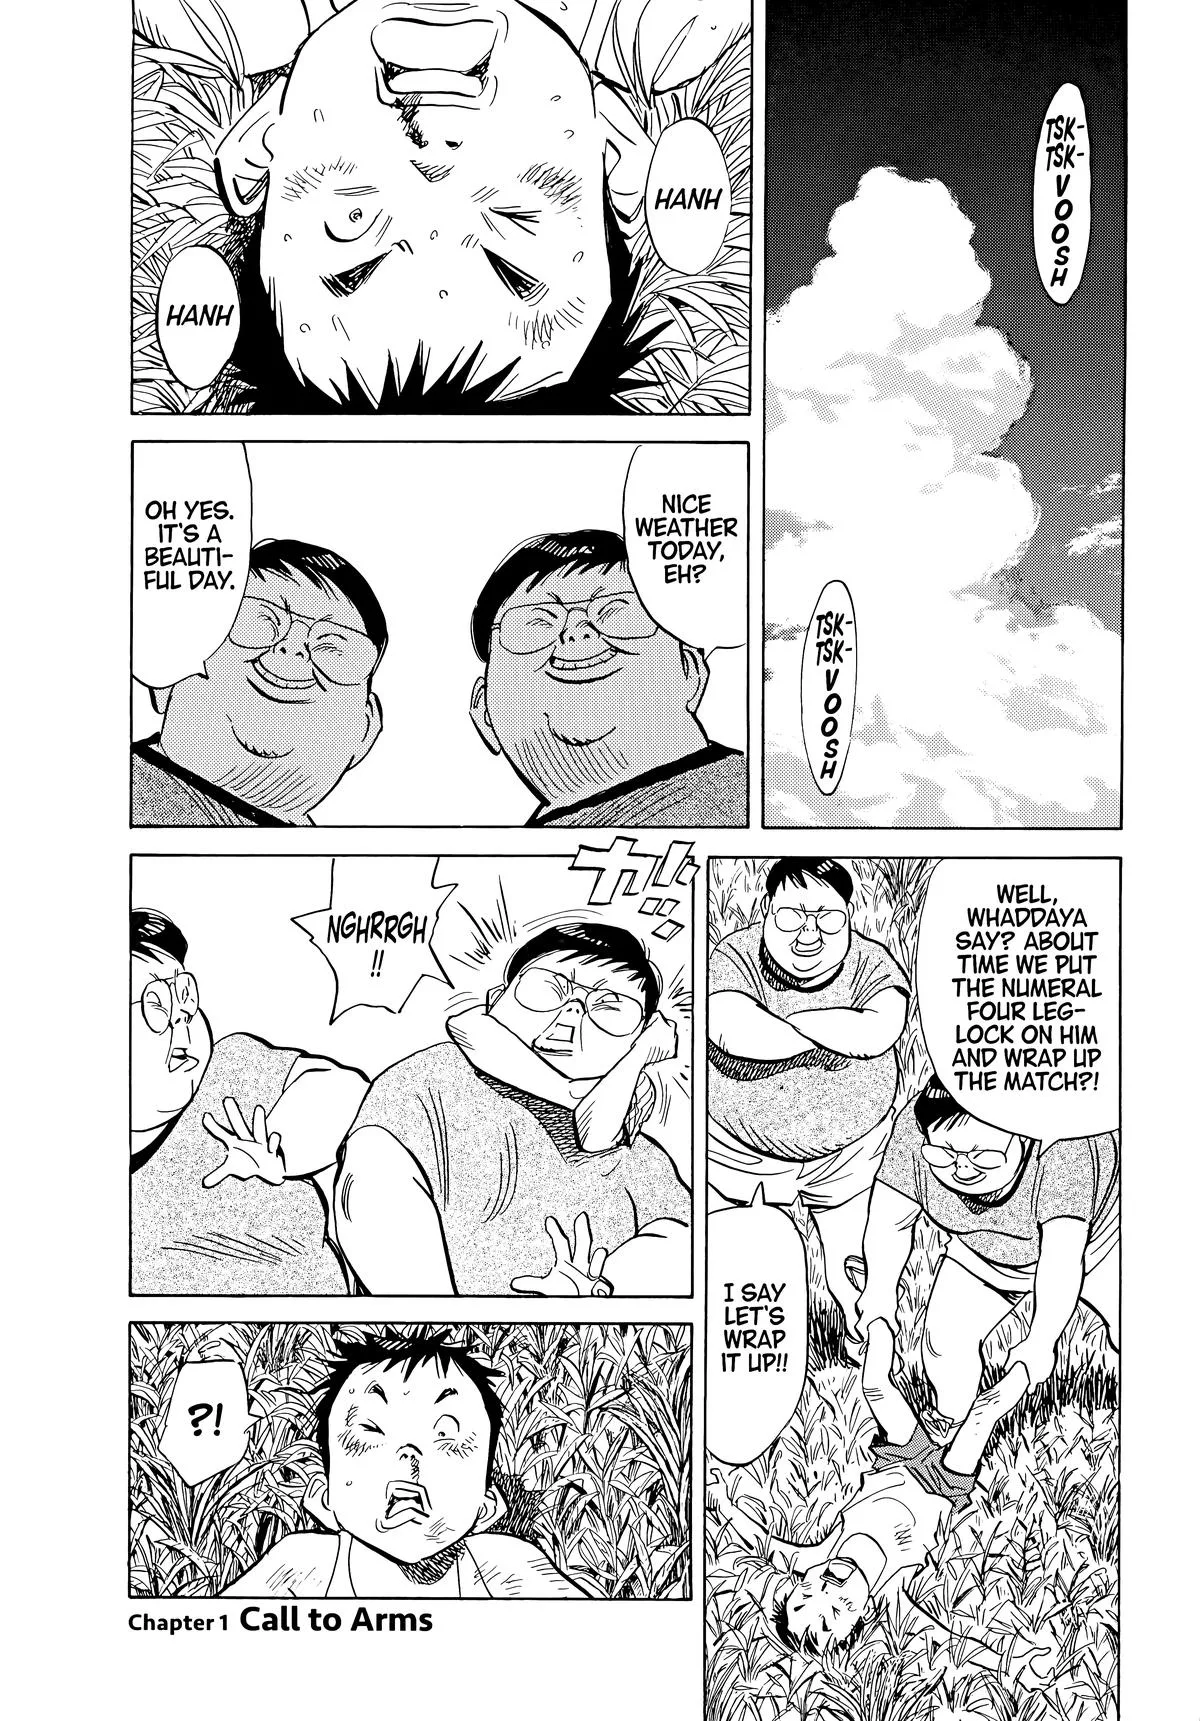 TSK-
TSK-
VOOSH
TSK-
TSK-
VOOSH
HANH
HANH
NICE
WEATHER
TODAY,
EH?
OH YES.
IT'S A
BEAUTI-
FUL DAY.
WELL,
WHADDAYA
SAY? ABOUT
TIME WE PUT
THE NUMERAL
FOUR LEG-
LOCK ON HIM
AND WRAP UP
THE MATCH?!
I SAY
LET'S
WRAP
IT UP!!
ガッ!!
NGHRRGH
!!
?!
Chapter 1 Call to Arms